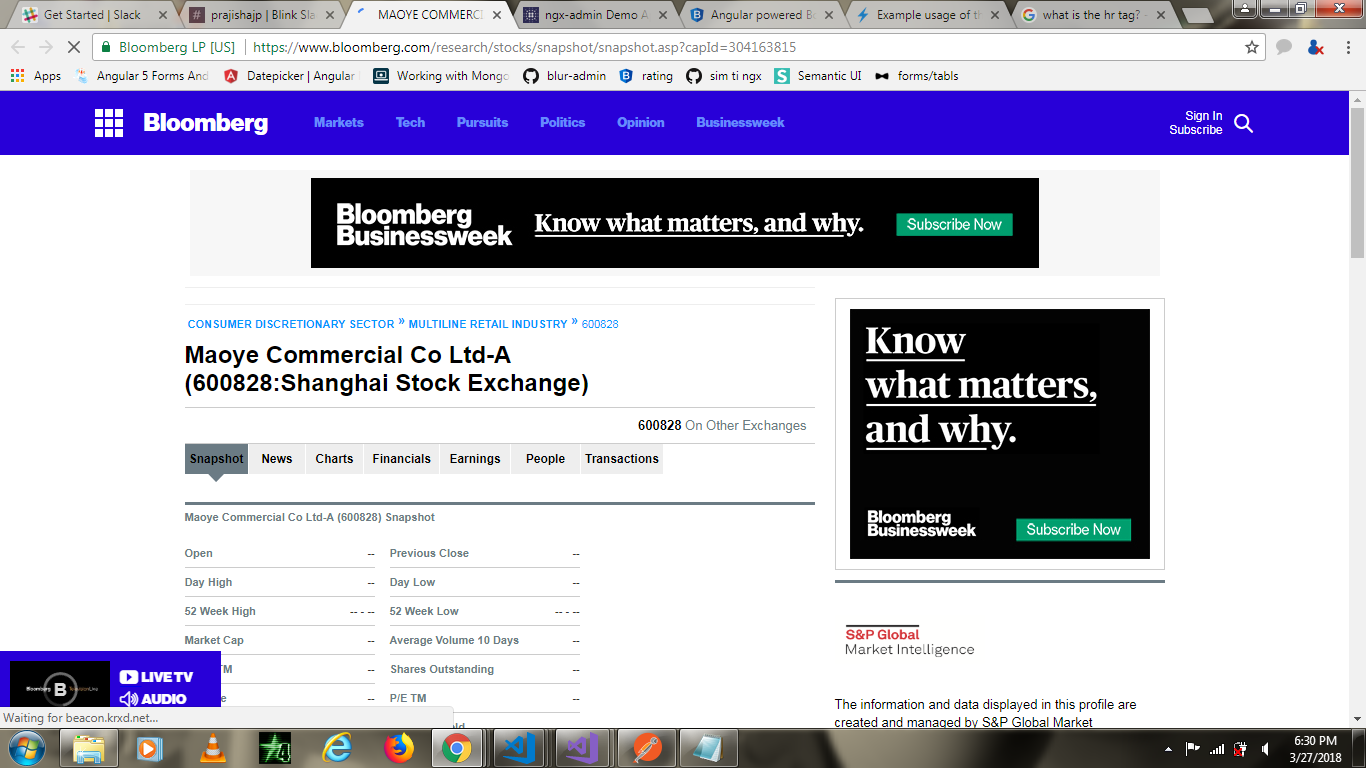 Get Started | Slack
prajishajp | Blink Sla
MAOYE COMMERCI
ngx-admin Demo A
Angular powered Bo
Example usage of th
what is the hr tag? -
Bloomberg LP [US]
https://www.bloomberg.com/research/stocks/snapshot/snapshot.asp?capId=304163815
Apps
Angular 5 Forms And
Datepicker | Angular
Working with Mongo
blur-admin
rating
sim ti ngx
Semantic UI
forms/tabls
Bloomberg
Markets
Tech
Pursuits
Politics
Opinion
Businessweek
Sign In
Subscribe
Bloomberg
Businessweek
Know what matters, and why.
Subscribe Now
CONSUMER DISCRETIONARY SECTOR » MULTILINE RETAIL INDUSTRY » 600828
Maoye Commercial Co Ltd-A
(600828:Shanghai Stock Exchange)
600828 On Other Exchanges
Snapshot
News
Charts
Financials
Earnings
People
Transactions
Maoye Commercial Co Ltd-A (600828) Snapshot
Open -- Previous Close --
Day High -- Day Low --
52 Week High -- - -- 52 Week Low -- - --
Market Cap -- Average Volume 10 Days --
TM -- Shares Outstanding --
e -- P/E TM --
Know
what matters,
and why.
Bloomberg
Businessweek
Subscribe Now
S&P Global
Market Intelligence
The information and data displayed in this profile are
created and managed by S&P Global Market
B
LIVE TV
AUDIO
Waiting for beacon.krxd.net...
6:30 PM
3/27/2018